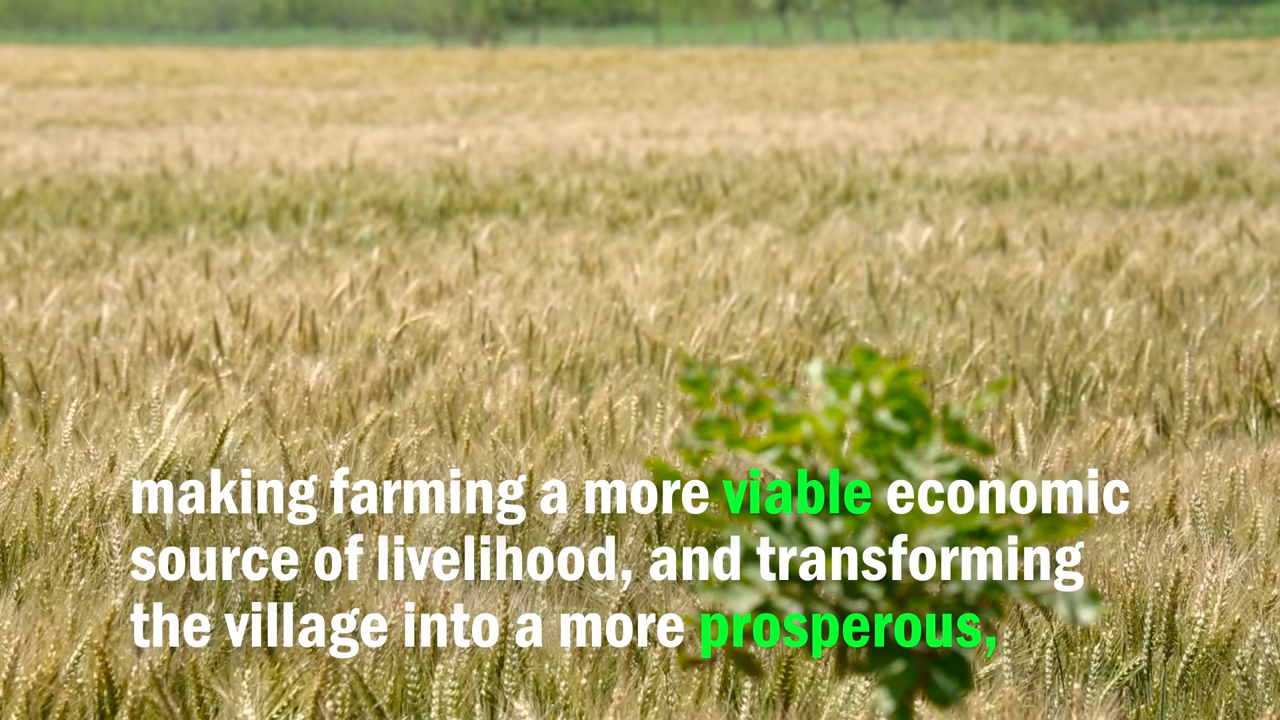 making farming a more viable economic
source of livelihood, and transforming
the village into a more prosperous,